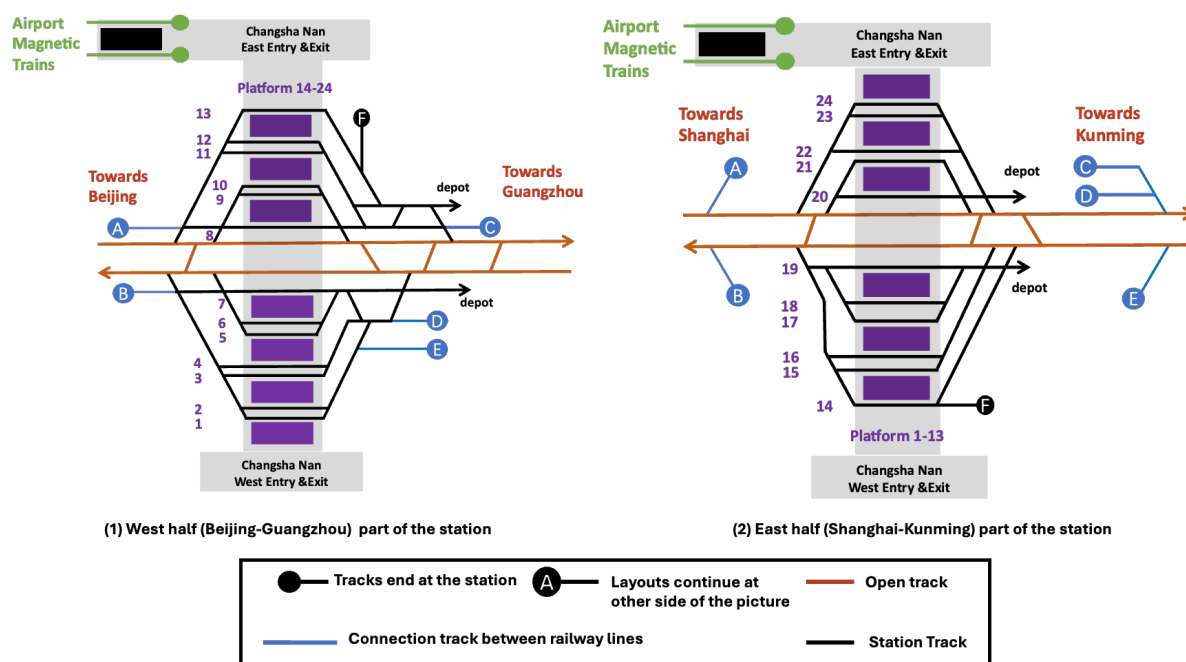 Airport
Magnetic
Trains
Changsha Nan
East Entry &Exit
Platform 14-24
13
12
11
10
9
8
7
6
5
4
3
2
1
Towards
Beijing
Towards
Guangzhou
A
B
C
D
E
F
depot
depot
Changsha Nan
West Entry &Exit
(1) West half (Beijing-Guangzhou) part of the station
Airport
Magnetic
Trains
Changsha Nan
East Entry &Exit
Towards
Shanghai
Towards
Kunming
24
23
22
21
20
19
18
17
16
15
14
A
B
C
D
E
F
depot
depot
Platform 1-13
Changsha Nan
West Entry &Exit
(2) East half (Shanghai-Kunming) part of the station
Tracks end at the station
A
Layouts continue at
other side of the picture
Open track
Connection track between railway lines
Station Track